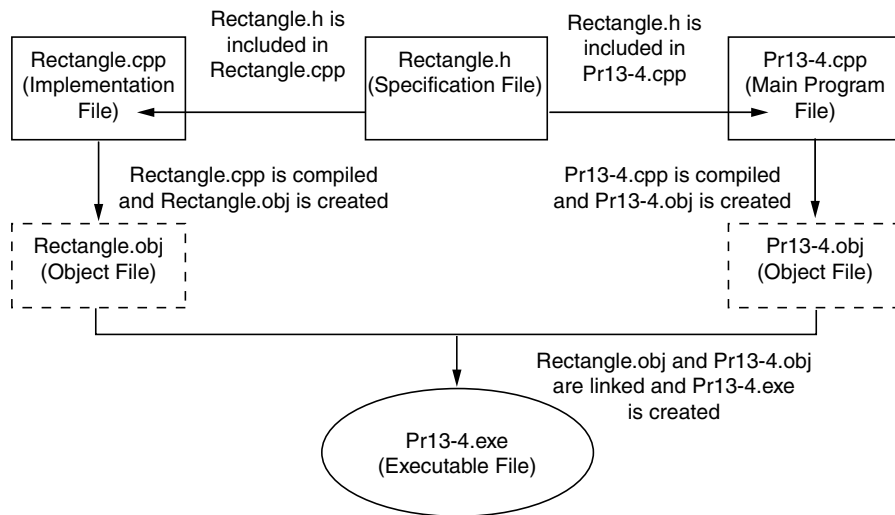 Rectangle.h is
included in
Rectangle.cpp
Rectangle.h is
included in
Pr13-4.cpp
Rectangle.cpp
(Implementation
File)
Rectangle.h
(Specification File)
Pr13-4.cpp
(Main Program
File)
Rectangle.cpp is compiled
and Rectangle.obj is created
Pr13-4.cpp is compiled
and Pr13-4.obj is created
Rectangle.obj
(Object File)
Pr13-4.obj
(Object File)
Rectangle.obj and Pr13-4.obj
are linked and Pr13-4.exe
is created
Pr13-4.exe
(Executable File)